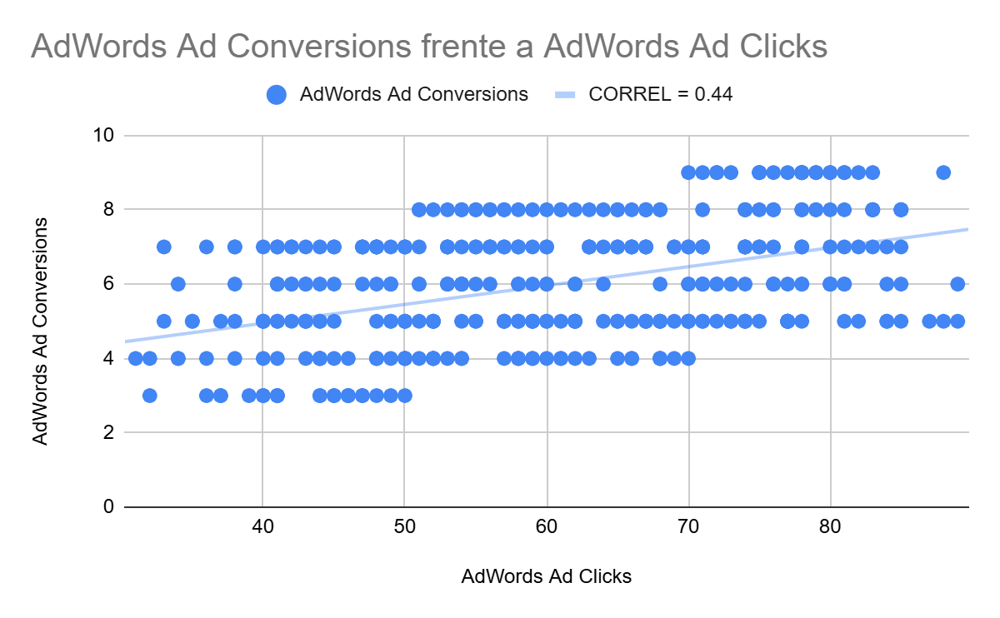 AdWords Ad Conversions frente a AdWords Ad Clicks
AdWords Ad Conversions
CORREL = 0.44
10
8
6
4
2
0
AdWords Ad Conversions
40
50
60
70
80
AdWords Ad Clicks